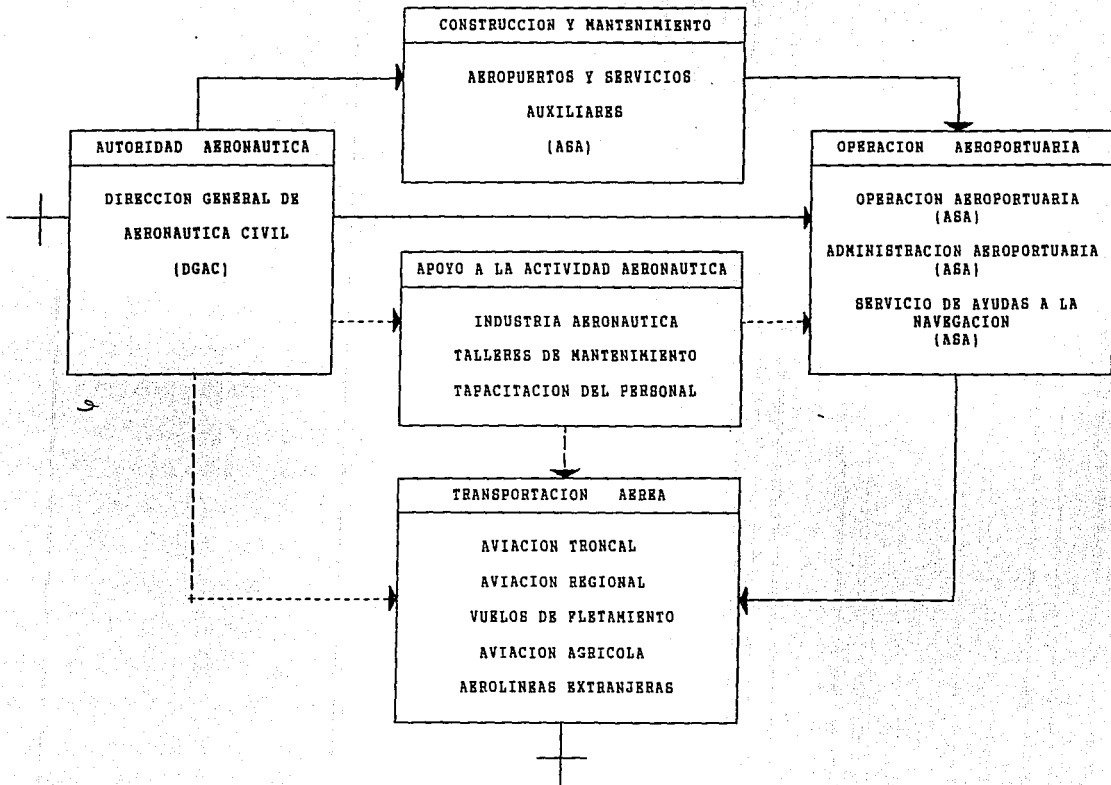 CONSTRUCCION Y MANTENIMIENTO
AEROPUERTOS Y SERVICIOS
AUXILIARES
(ASA)
AUTORIDAD AERONAUTICA
DIRECCION GENERAL DE
AERONAUTICA CIVIL
(DGAC)
OPERACION AEROPORTUARIA
OPERACION AEROPORTUARIA
(ASA)
ADMINISTRACION AEROPORTUARIA
(ASA)
SERVICIO DE AYUDAS A LA
NAVEGACION
(ASA)
APOYO A LA ACTIVIDAD AERONAUTICA
INDUSTRIA AERONAUTICA
TALLERES DE MANTENIMIENTO
TAPACITACION DEL PERSONAL
TRANSPORTACION AEREA
AVIACION TRONCAL
AVIACION REGIONAL
VUELOS DE FLETAMIENTO
AVIACION AGRICOLA
AEROLINEAS EXTRANJERAS